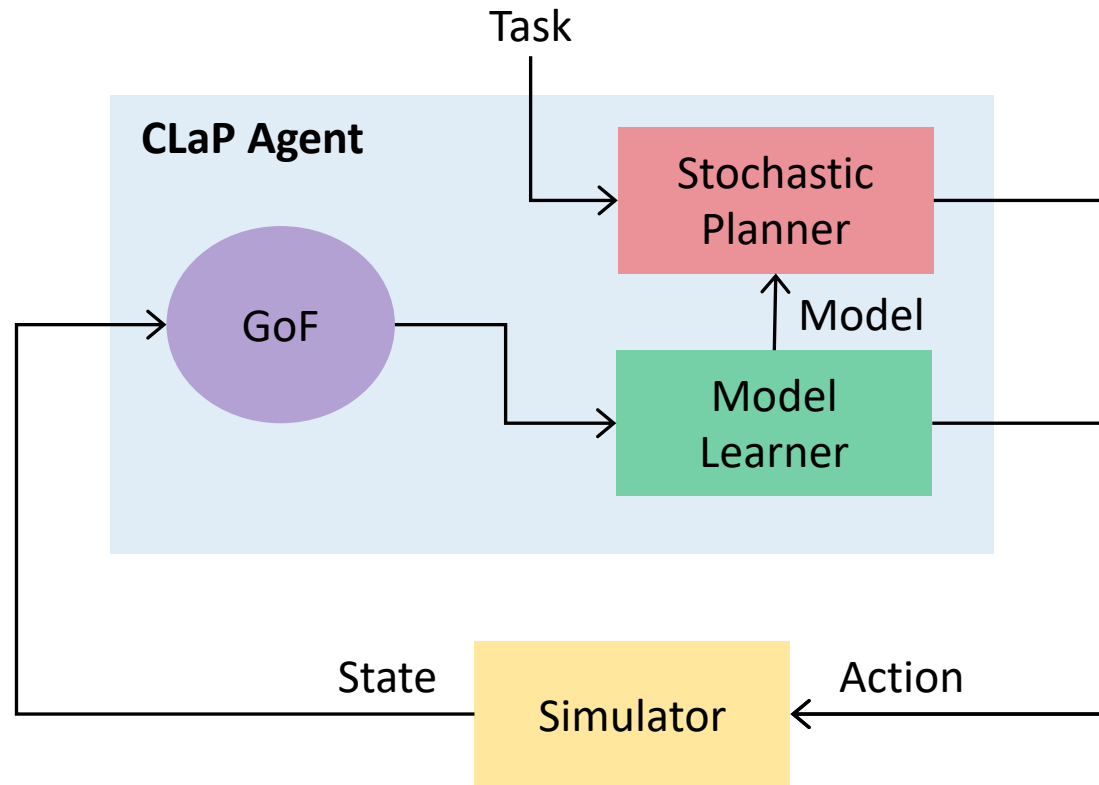 Task
CLaP Agent
Stochastic
Planner
GoF
Model
Model
Learner
State
Simulator
Action